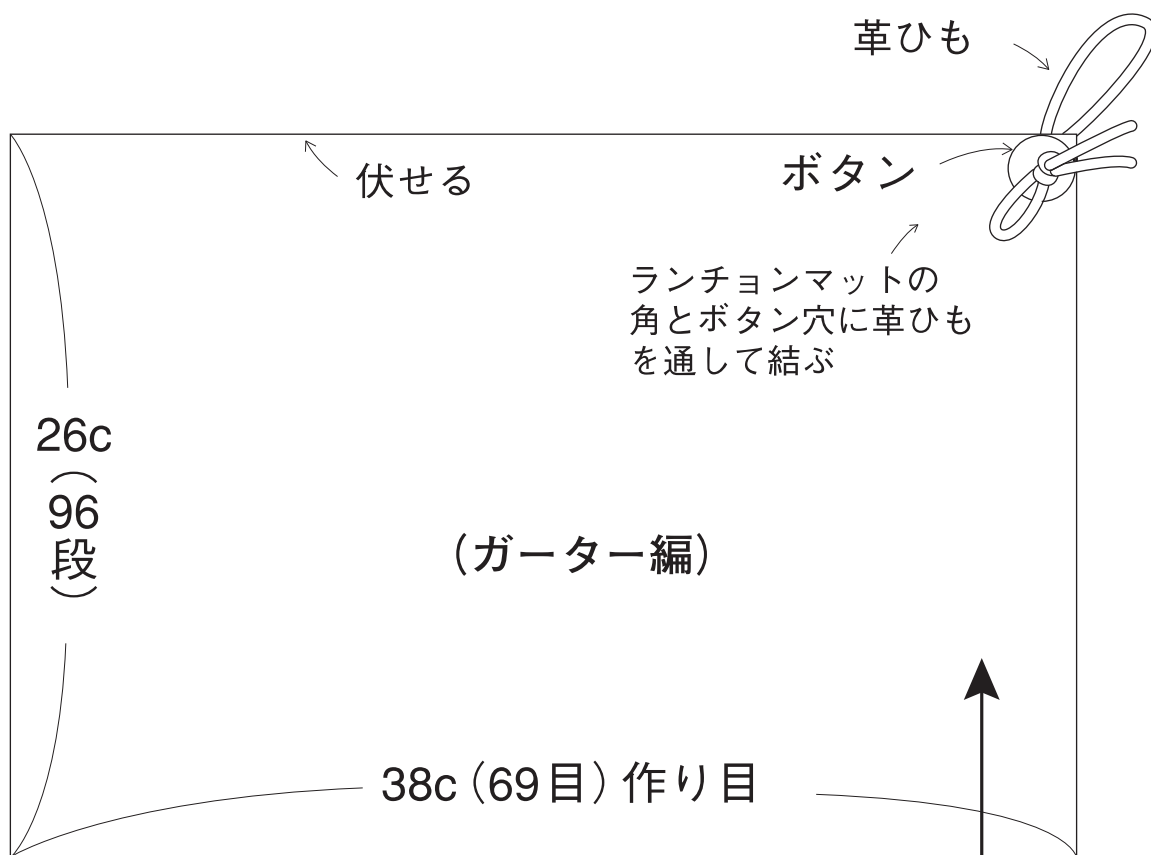 革ひも
伏せる
ボタン
ランチョンマットの
角とボタン穴に革ひも
を通して結ぶ
26c
(96段)
(ガーター編)
38c(69目)作り目